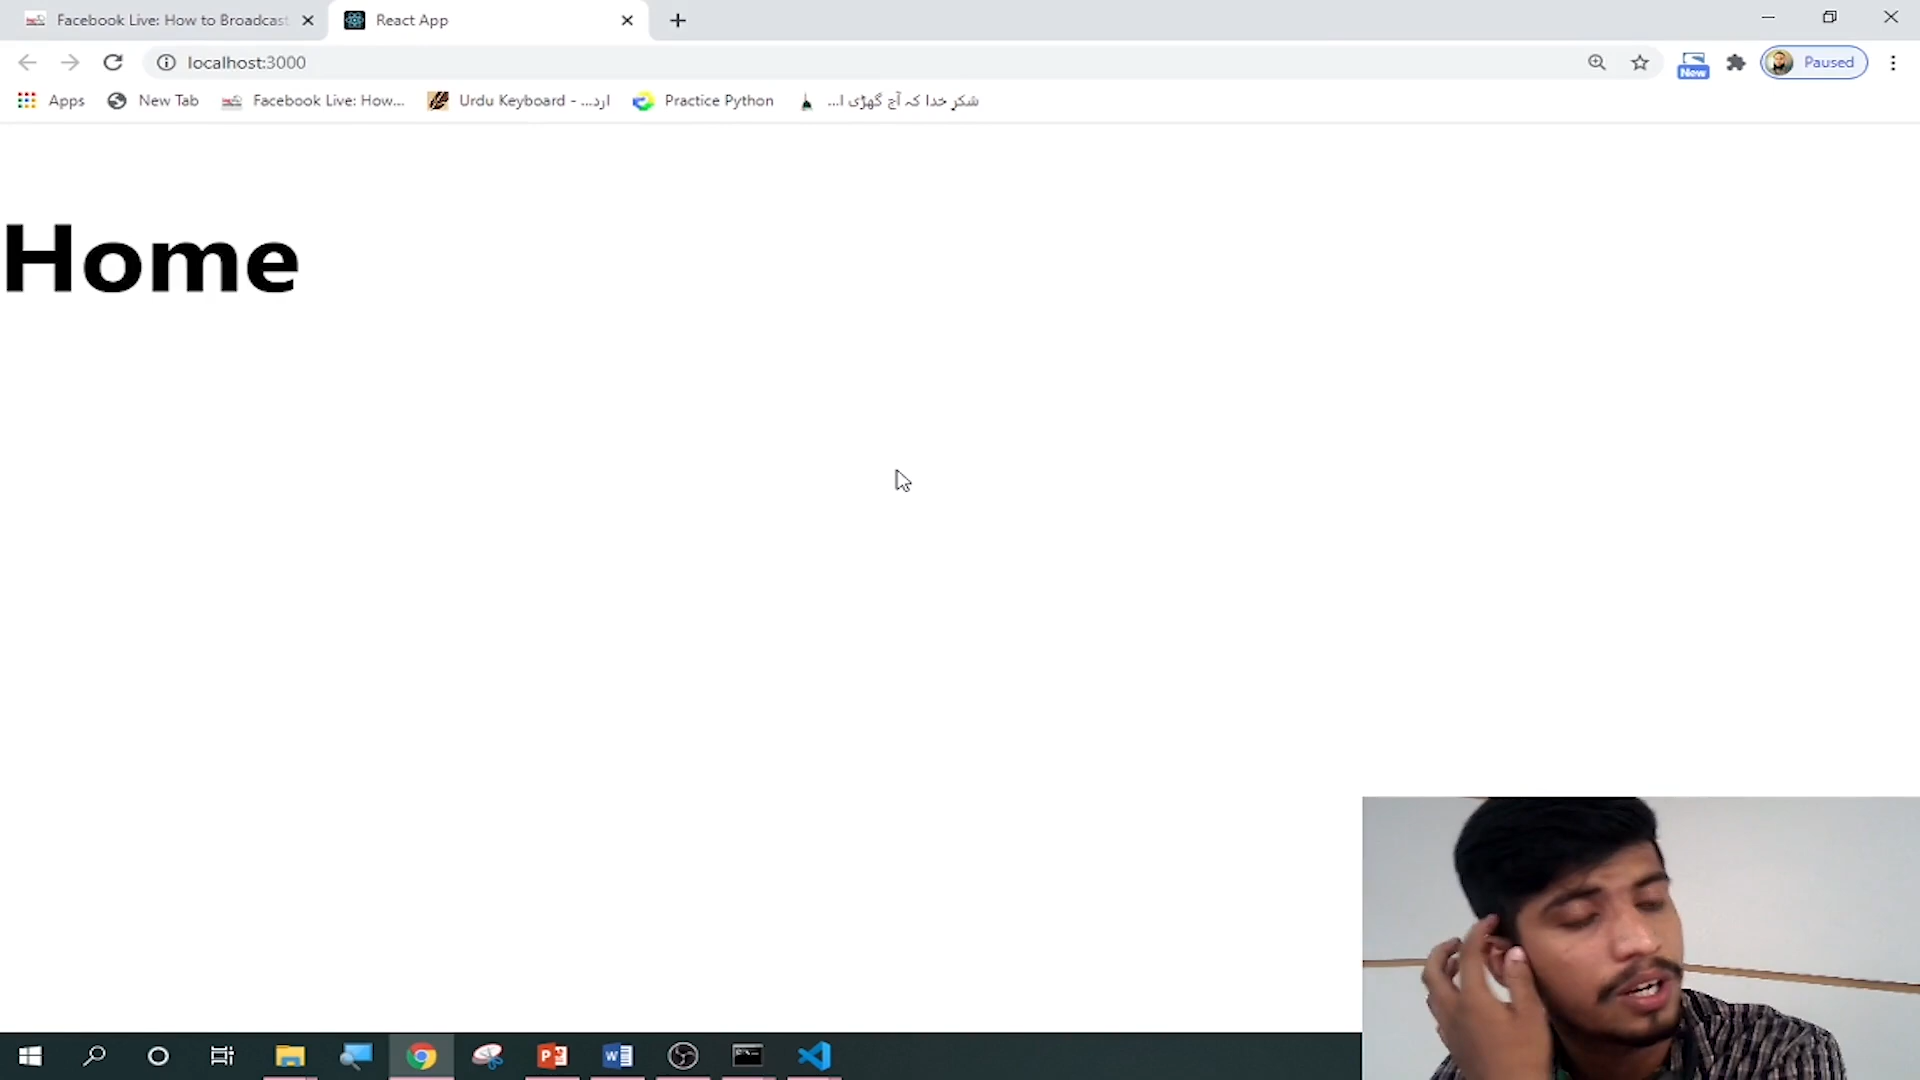 Facebook Live: How to Broadcast
React App
localhost:3000
New
Paused
Apps
New Tab
Facebook Live: How...
Urdu Keyboard - ...ارد
Practice Python
شکرِ خدا کہ آج گھڑی ا...
Home